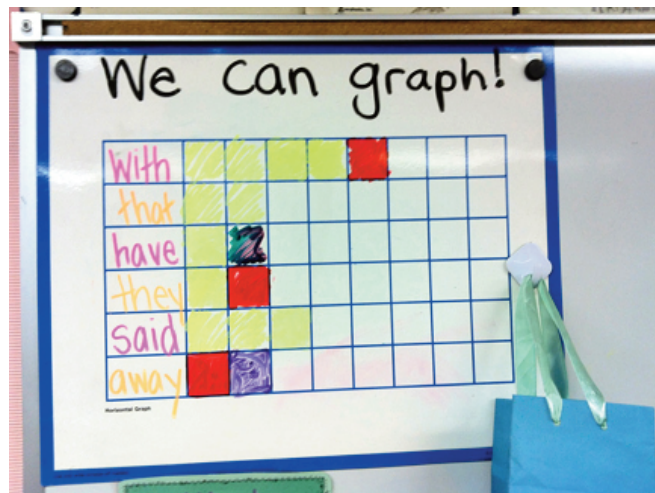 We can graph!
with
that
have
they
said
away
Horizontal Graph